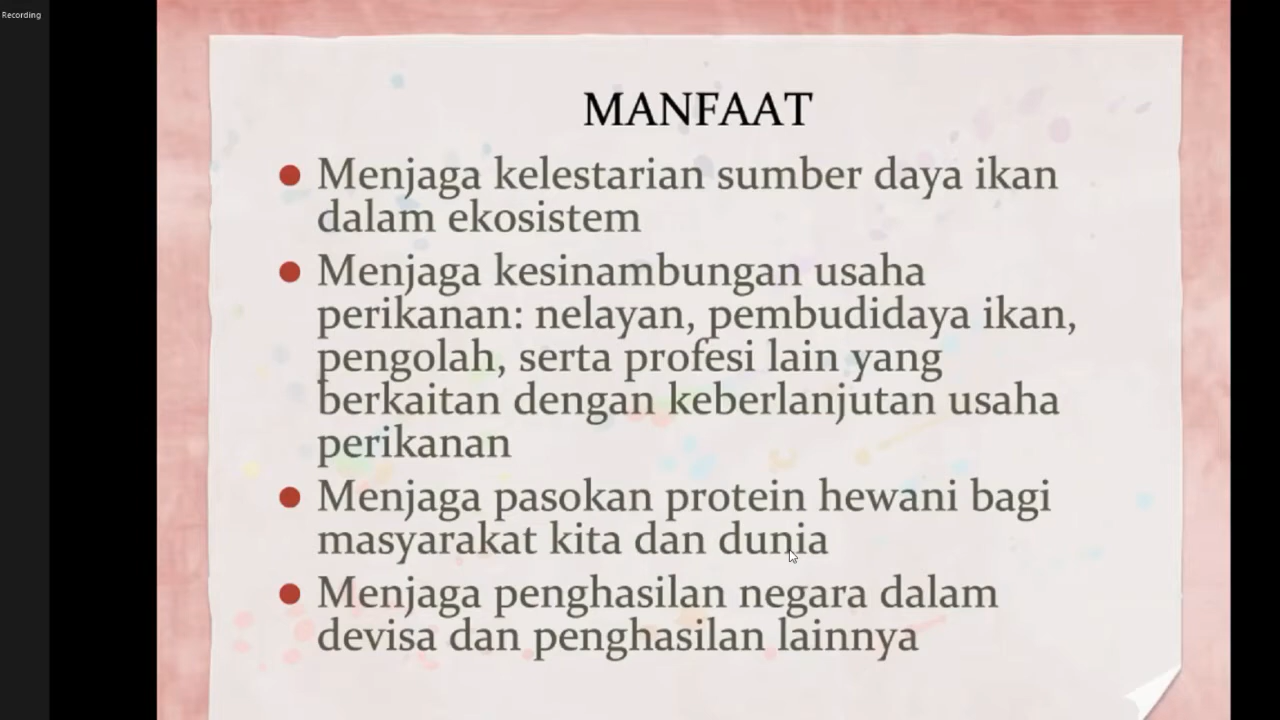 Recording
MANFAAT
Menjaga kelestarian sumber daya ikan
dalam ekosistem
Menjaga kesinambungan usaha
perikanan: nelayan, pembudidaya ikan,
pengolah, serta profesi lain yang
berkaitan dengan keberlanjutan usaha
perikanan
Menjaga pasokan protein hewani bagi
masyarakat kita dan dunia
Menjaga penghasilan negara dalam
devisa dan penghasilan lainnya